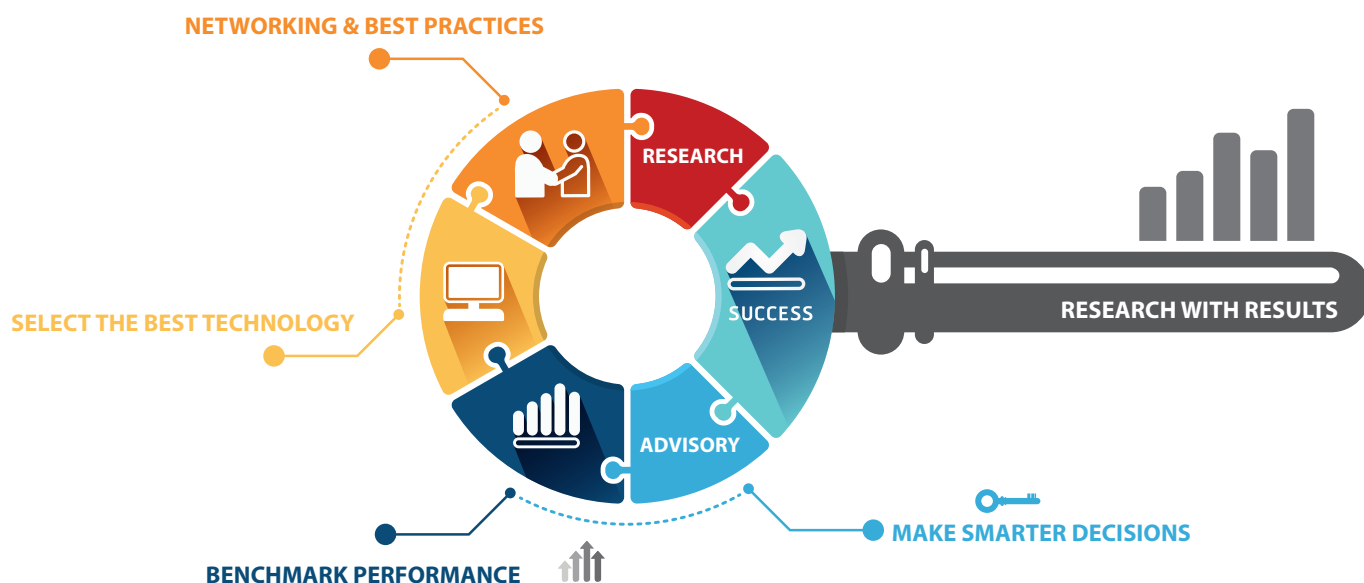 NETWORKING & BEST PRACTICES
RESEARCH
SUCCESS
RESEARCH WITH RESULTS
SELECT THE BEST TECHNOLOGY
ADVISORY
MAKE SMARTER DECISIONS
BENCHMARK PERFORMANCE